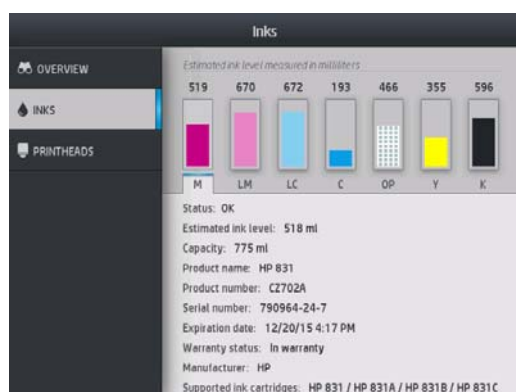 Inks
OVERVIEW
Estimated ink level measured in milliliters
519 670 672 193 466 355 596
INKS
PRINTHEADS
M LM LC C OP Y K
Status: OK
Estimated ink level: 518 ml
Capacity: 775 ml
Product name: HP 831
Product number: CZ702A
Serial number: 790964-24-7
Expiration date: 12/20/15 4:17 PM
Warranty status: In warranty
Manufacturer: HP
Supported ink cartridges: HP 831 / HP 831A / HP 831B / HP 831C